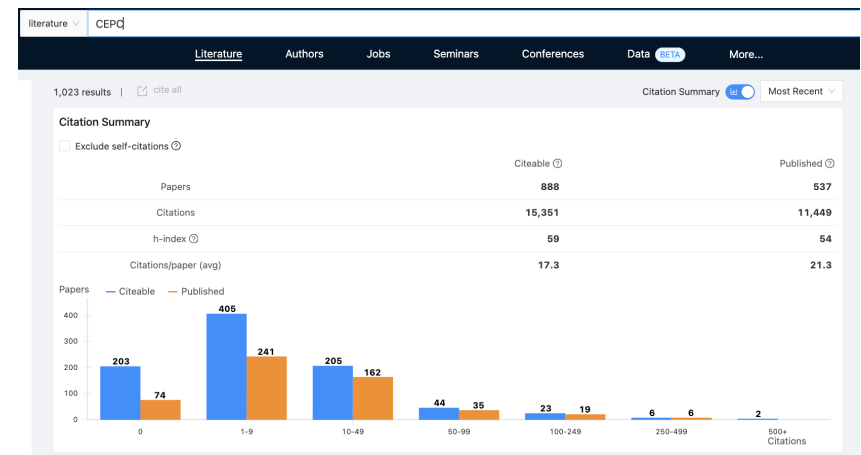 literature CEPC
Literature Authors Jobs Seminars Conferences Data BETA More...
1,023 results | cite all Citation Summary Most Recent
Citation Summary
Exclude self-citations
Citeable Published
Papers 888 537
Citations 15,351 11,449
h-index 59 54
Citations/paper (avg) 17.3 21.3
Papers Citeable Published
400
300
200
100
0
203 74
405 241
205 162
44 35
23 19
6 6
2
0 1-9 10-49 50-99 100-249 250-499 500+
Citations